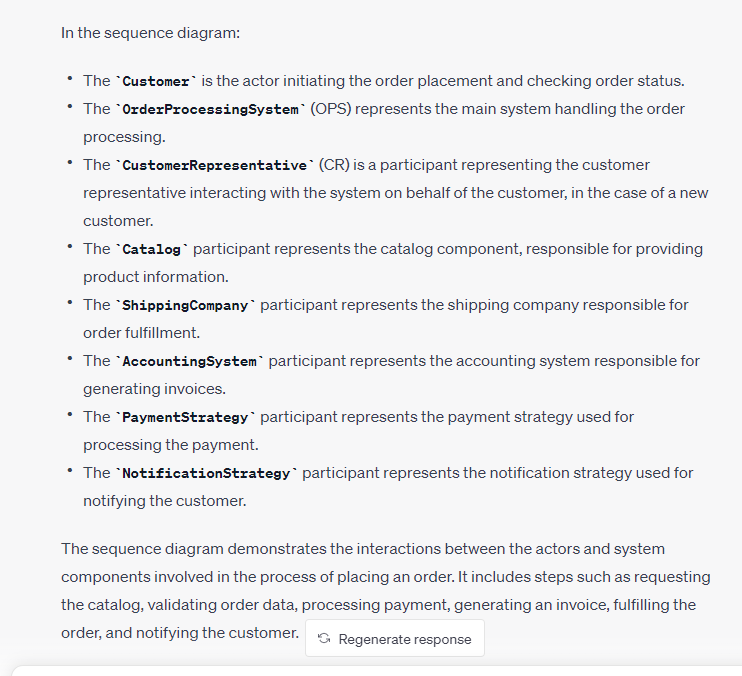 In the sequence diagram:
• The `Customer` is the actor initiating the order placement and checking order status.
• The `OrderProcessingSystem` (OPS) represents the main system handling the order
processing.
• The `CustomerRepresentative` (CR) is a participant representing the customer
representative interacting with the system on behalf of the customer, in the case of a new
customer.
• The `Catalog` participant represents the catalog component, responsible for providing
product information.
• The `ShippingCompany` participant represents the shipping company responsible for
order fulfillment.
• The `AccountingSystem` participant represents the accounting system responsible for
generating invoices.
• The `PaymentStrategy` participant represents the payment strategy used for
processing the payment.
• The `NotificationStrategy` participant represents the notification strategy used for
notifying the customer.
The sequence diagram demonstrates the interactions between the actors and system
components involved in the process of placing an order. It includes steps such as requesting
the catalog, validating order data, processing payment, generating an invoice, fulfilling the
order, and notifying the customer.
Regenerate response